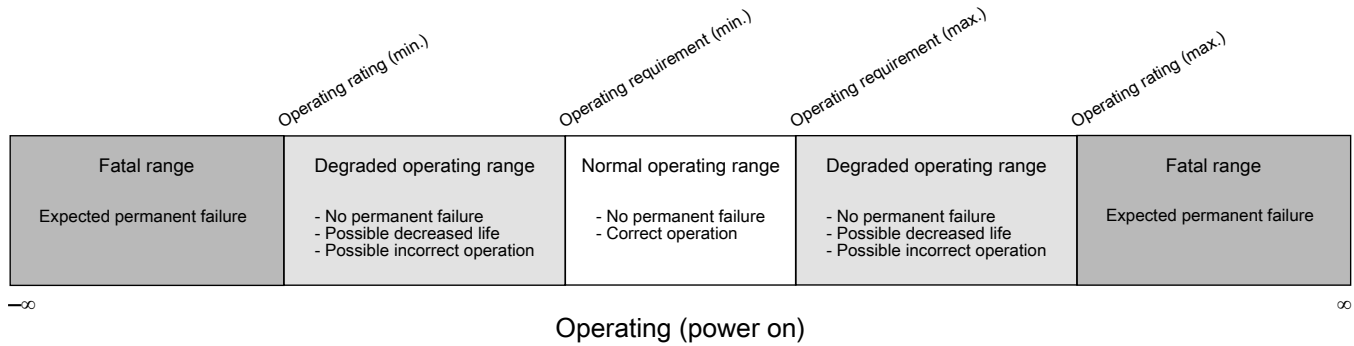 Operating rating (min.)
Operating requirement (min.)
Operating requirement (max.)
Operating rating (max.)
Fatal range
Expected permanent failure
Degraded operating range
- No permanent failure
- Possible decreased life
- Possible incorrect operation
Normal operating range
- No permanent failure
- Correct operation
Degraded operating range
- No permanent failure
- Possible decreased life
- Possible incorrect operation
Fatal range
Expected permanent failure
–∞
∞
Operating (power on)